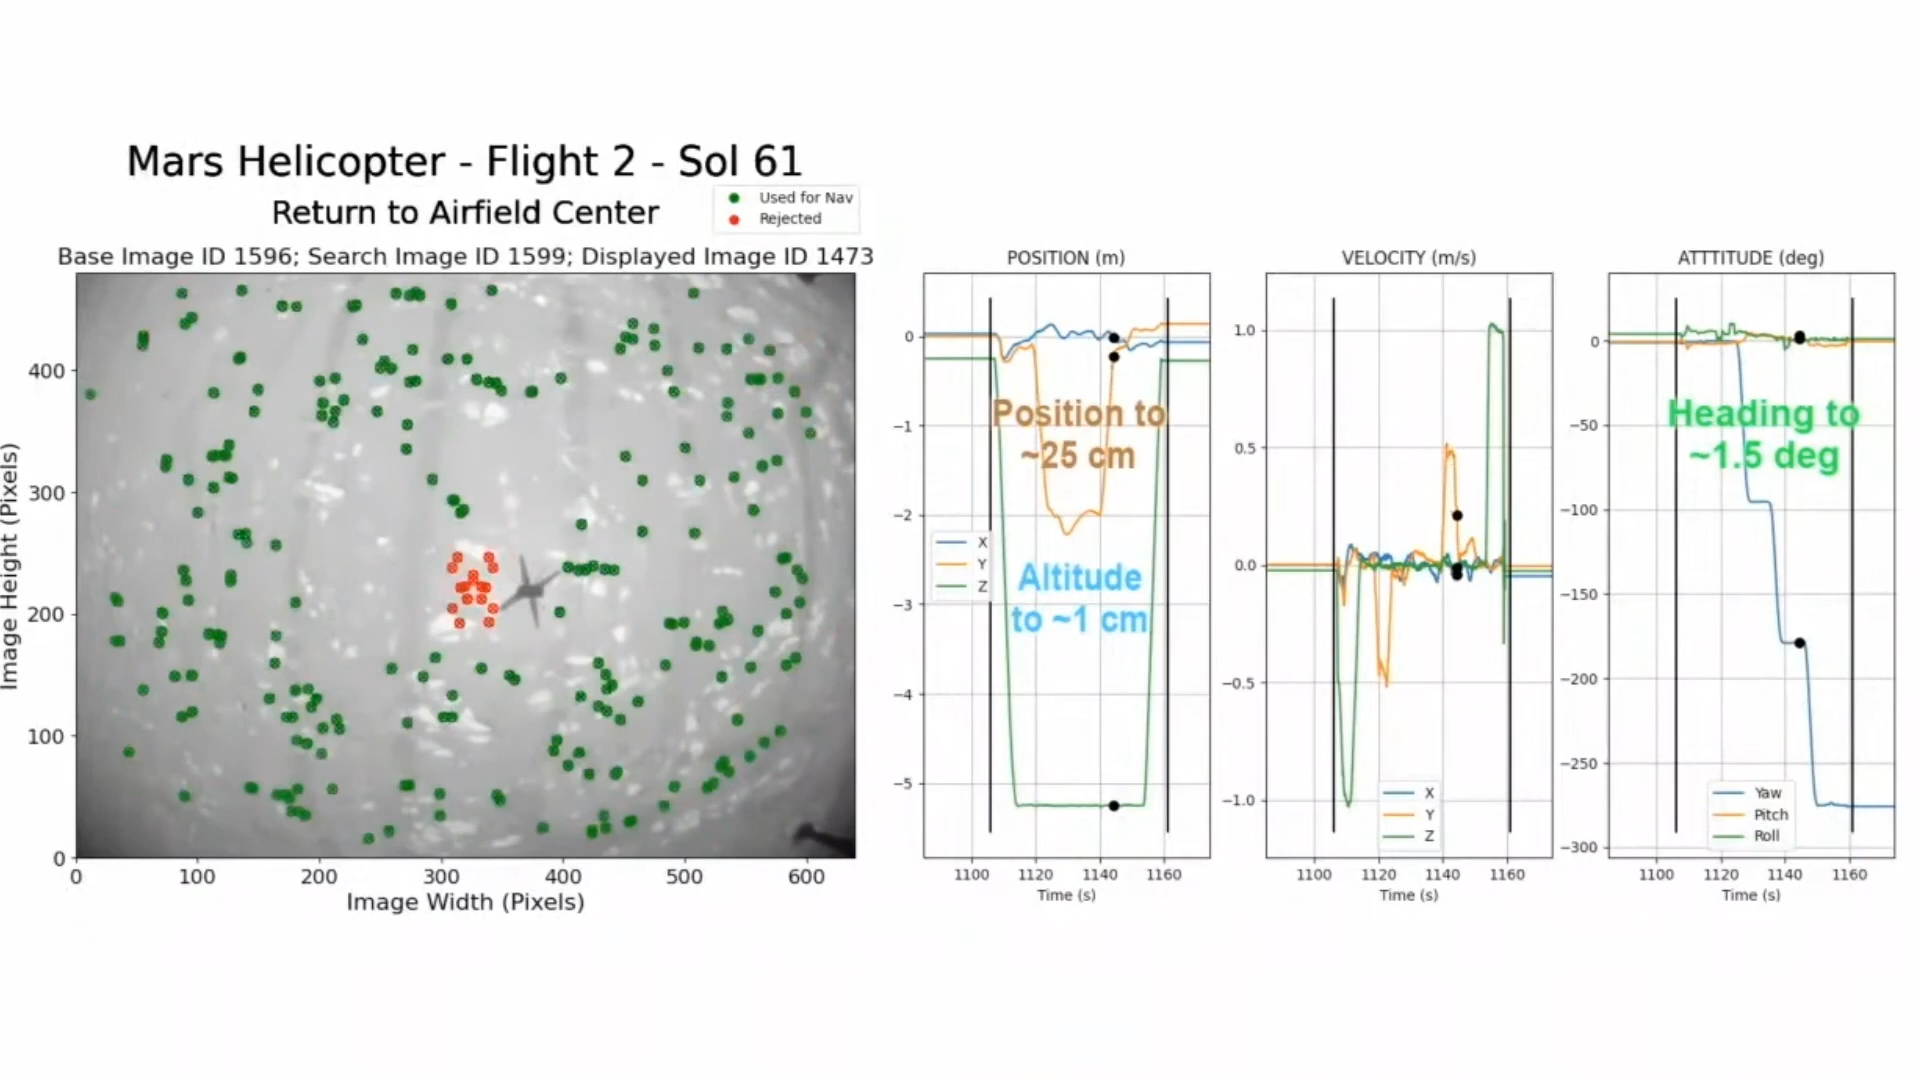 Mars Helicopter - Flight 2 - Sol 61
Return to Airfield Center
Used for Nav
Rejected
Base Image ID 1596; Search Image ID 1599; Displayed Image ID 1473
Image Height (Pixels)
400
300
200
100
0
0 100 200 300 400 500 600
Image Width (Pixels)
POSITION (m)
0
−1
−2
−3
−4
−5
Position to
~25 cm
X
Y
Z
Altitude
to ~1 cm
1100 1120 1140 1160
Time (s)
VELOCITY (m/s)
1.0
0.5
0.0
−0.5
−1.0
X
Y
Z
1100 1120 1140 1160
Time (s)
ATTTITUDE (deg)
0
−50
−100
−150
−200
−250
−300
Heading to
~1.5 deg
Yaw
Pitch
Roll
1100 1120 1140 1160
Time (s)